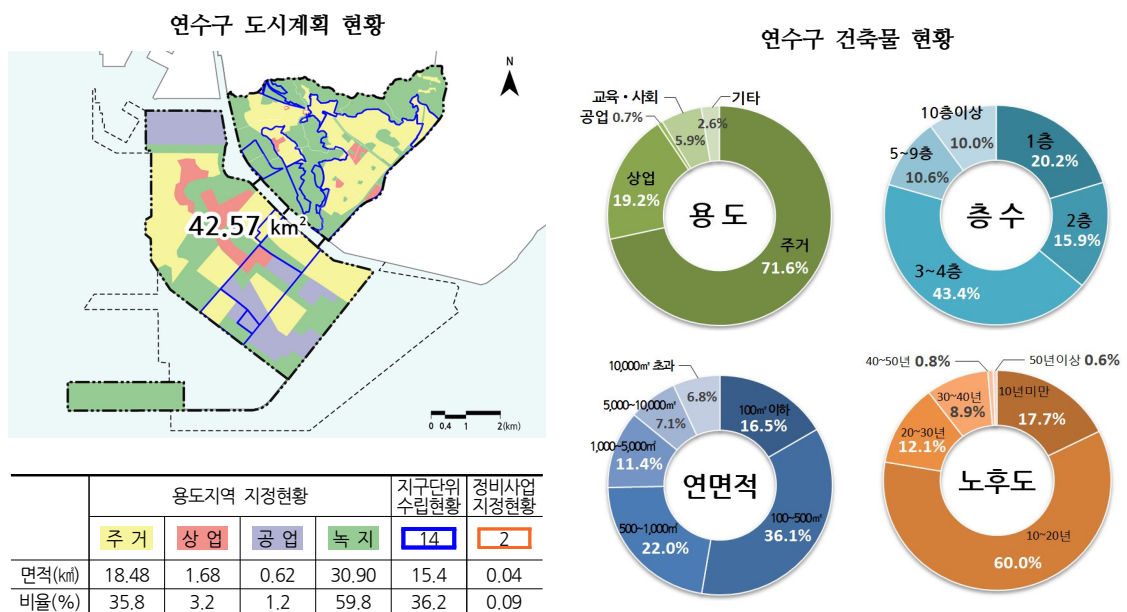 연수구 도시계획 현황
N
42.57 km²
0 0.4 1 2(km)
용도지역 지정현황
지구단위 수립현황
정비사업 지정현황
주 거 상 업 공 업 녹 지 14 2
면적(㎢) 18.48 1.68 0.62 30.90 15.4 0.04
비율(%) 35.8 3.2 1.2 59.8 36.2 0.09
연수구 건축물 현황
용 도
주거
71.6%
상업
19.2%
공업 0.7%
교육・사회
5.9%
기타
2.6%
층 수
1층
20.2%
2층
15.9%
3~4층
43.4%
5~9층
10.6%
10층이상
10.0%
연면적
100㎡이하
16.5%
100~500㎡
36.1%
500~1,000㎡
22.0%
1,000~5,000㎡
11.4%
5,000~10,000㎡
7.1%
10,000㎡ 초과
6.8%
노후도
10년미만
17.7%
10~20년
60.0%
20~30년
12.1%
30~40년
8.9%
40~50년 0.8%
50년이상 0.6%